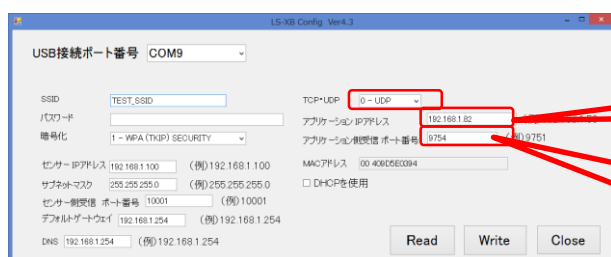 LS-XB Config Ver4.3
USB接続ポート番号 COM9
SSID TEST_SSID
パスワード
暗号化 1 - WPA (TKIP) SECURITY
センサー IPアドレス 192.168.1.100 (例)192.168.1.100
サブネットマスク 255.255.255.0 (例)255.255.255.0
センサー側受信 ポート番号 10001 (例)10001
デフォルトゲートウェイ 192.168.1.254 (例)192.168.1.254
DNS 192.168.1.254 (例)192.168.1.254
TCP・UDP 0 - UDP
アプリケーションIPアドレス 192.168.1.82
アプリケーション側受信 ポート番号 9754 (例)9751
MACアドレス 00 409D5E0394
DHCPを使用
Read Write Close